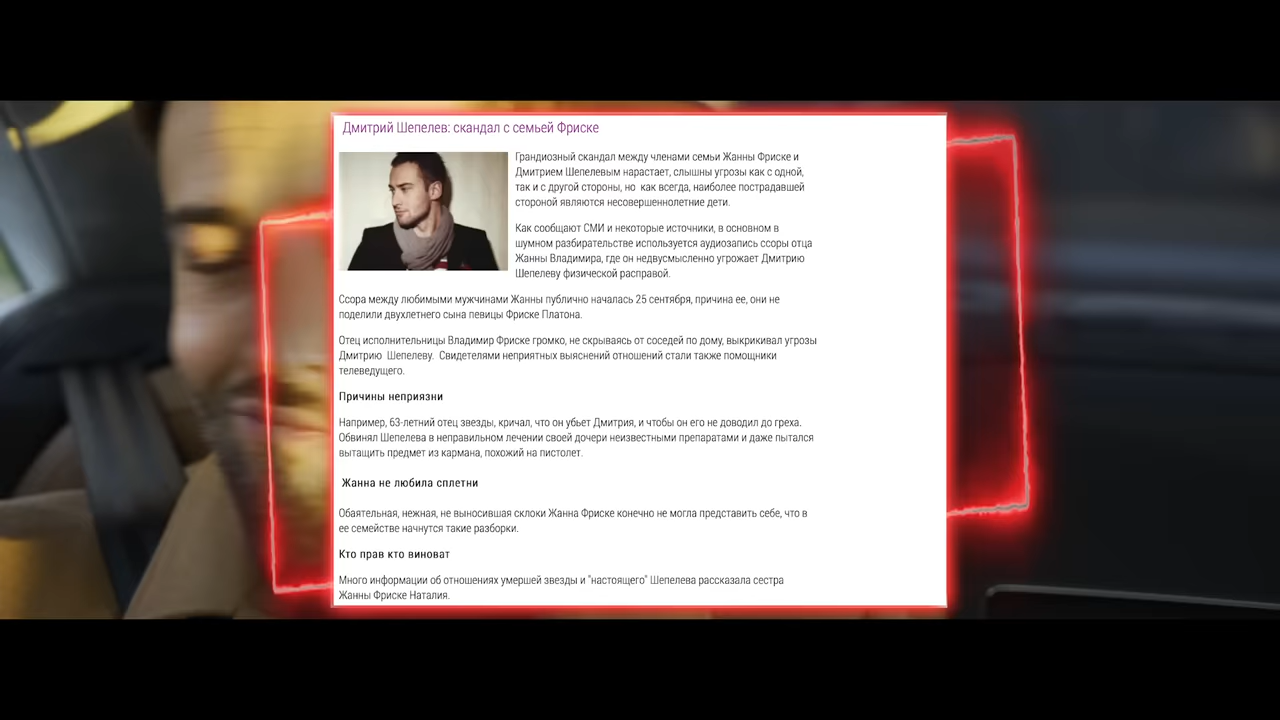 Дмитрий Шепелев: скандал с семьей Фриске
Грандиозный скандал между членами семьи Жанны Фриске и
Дмитрием Шепелевым нарастает, слышны угрозы как с одной,
так и с другой стороны, но как всегда, наиболее пострадавшей
стороной являются несовершеннолетние дети.
Как сообщают СМИ и некоторые источники, в основном в
шумном разбирательстве используется аудиозапись ссоры отца
Жанны Владимира, где он недвусмысленно угрожает Дмитрию
Шепелеву физической расправой.
Ссора между любимыми мужчинами Жанны публично началась 25 сентября, причина ее, они не
поделили двухлетнего сына певицы Фриске Платона.
Отец исполнительницы Владимир Фриске громко, не скрываясь от соседей по дому, выкрикивал угрозы
Дмитрию Шепелеву. Свидетелями неприятных выяснений отношений стали также помощники
телеведущего.
Причины неприязни
Например, 63-летний отец звезды, кричал, что он убьет Дмитрия, и чтобы он его не доводил до греха.
Обвинял Шепелева в неправильном лечении своей дочери неизвестными препаратами и даже пытался
вытащить предмет из кармана, похожий на пистолет.
Жанна не любила сплетни
Обаятельная, нежная, не выносившая склоки Жанна Фриске конечно не могла представить себе, что в
ее семействе начнутся такие разборки.
Кто прав кто виноват
Много информации об отношениях умершей звезды и "настоящего" Шепелева рассказала сестра
Жанны Фриске Наталия.